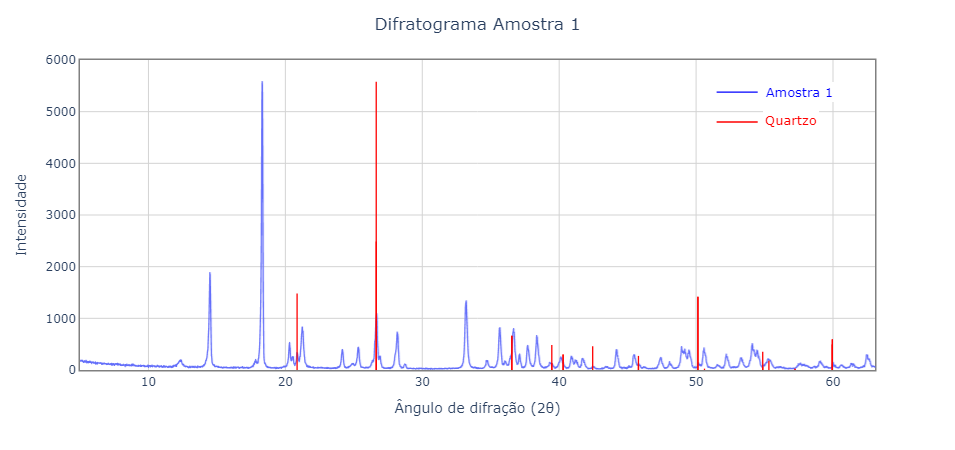 Difratograma Amostra 1
6000
5000
4000
3000
2000
1000
0
Intensidade
Amostra 1
Quartzo
10 20 30 40 50 60
Ângulo de difração (2θ)